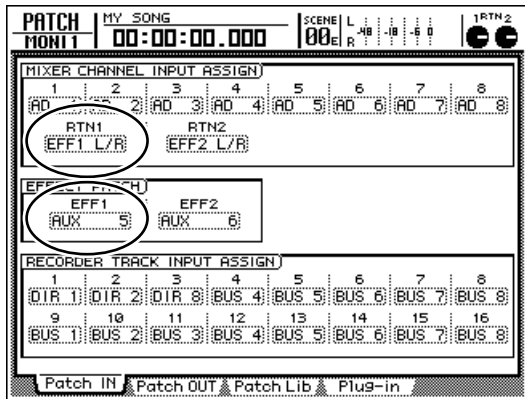 PATCH MY SONG SCENE L 1RTN2
MONI1 00:00:00.000 00E R -48 -18 -6 0
MIXER CHANNEL INPUT ASSIGN
1 2 3 4 5 6 7 8
AD 2 AD 3 AD 4 AD 5 AD 6 AD 7 AD 8
RTN1 RTN2
EFF1 L/R EFF2 L/R
EFFECT PATCH
EFF1 EFF2
AUX 5 AUX 6
RECORDER TRACK INPUT ASSIGN
1 2 3 4 5 6 7 8
DIR 1 DIR 2 DIR 8 BUS 4 BUS 5 BUS 6 BUS 7 BUS 8
9 10 11 12 13 14 15 16
BUS 1 BUS 2 BUS 3 BUS 4 BUS 5 BUS 6 BUS 7 BUS 8
Patch IN Patch OUT Patch Lib Plug-in